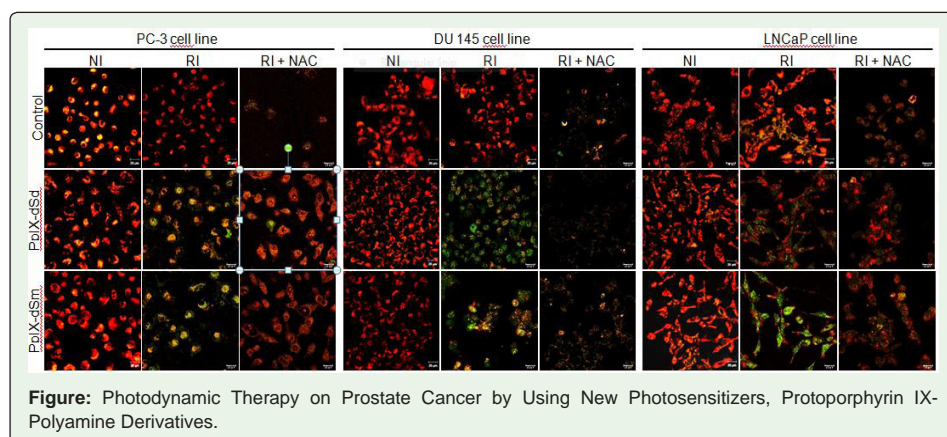 PC-3 cell line DU 145 cell line LNCaP cell line
NI RI RI + NAC NI RI RI + NAC NI RI RI + NAC
Control
PpIX-dSd
PpIX-dSm
Figure: Photodynamic Therapy on Prostate Cancer by Using New Photosensitizers, Protoporphyrin IX-
Polyamine Derivatives.